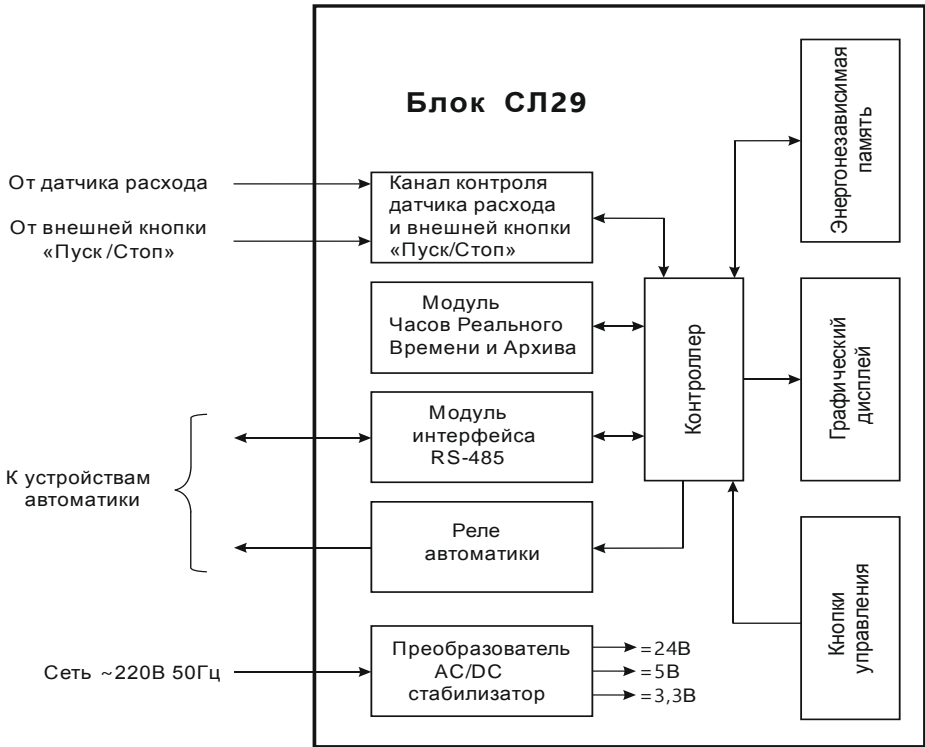 Блок СЛ29
От датчика расхода
От внешней кнопки
«Пуск/Стоп»
Канал контроля
датчика расхода
и внешней кнопки
«Пуск/Стоп»
Модуль
Часов Реального
Времени и Архива
Модуль
интерфейса
RS-485
К устройствам
автоматики
Реле
автоматики
Сеть ~220В 50Гц
Преобразователь
AC/DC
стабилизатор
=24В
=5В
=3,3В
Контроллер
Энергонезависимая
память
Графический
дисплей
Кнопки
управления